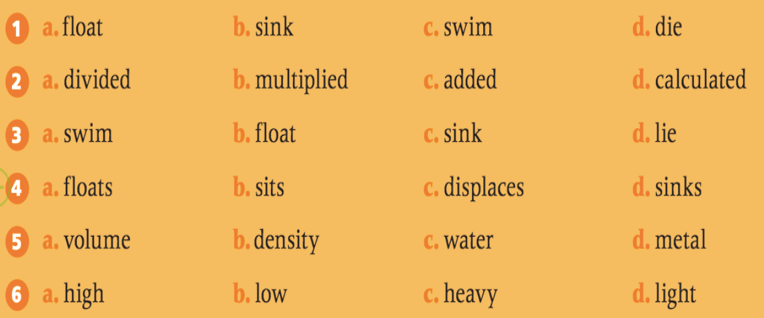 1 a. float b. sink c. swim d. die
2 a. divided b. multiplied c. added d. calculated
3 a. swim b. float c. sink d. lie
4 a. floats b. sits c. displaces d. sinks
5 a. volume b. density c. water d. metal
6 a. high b. low c. heavy d. light